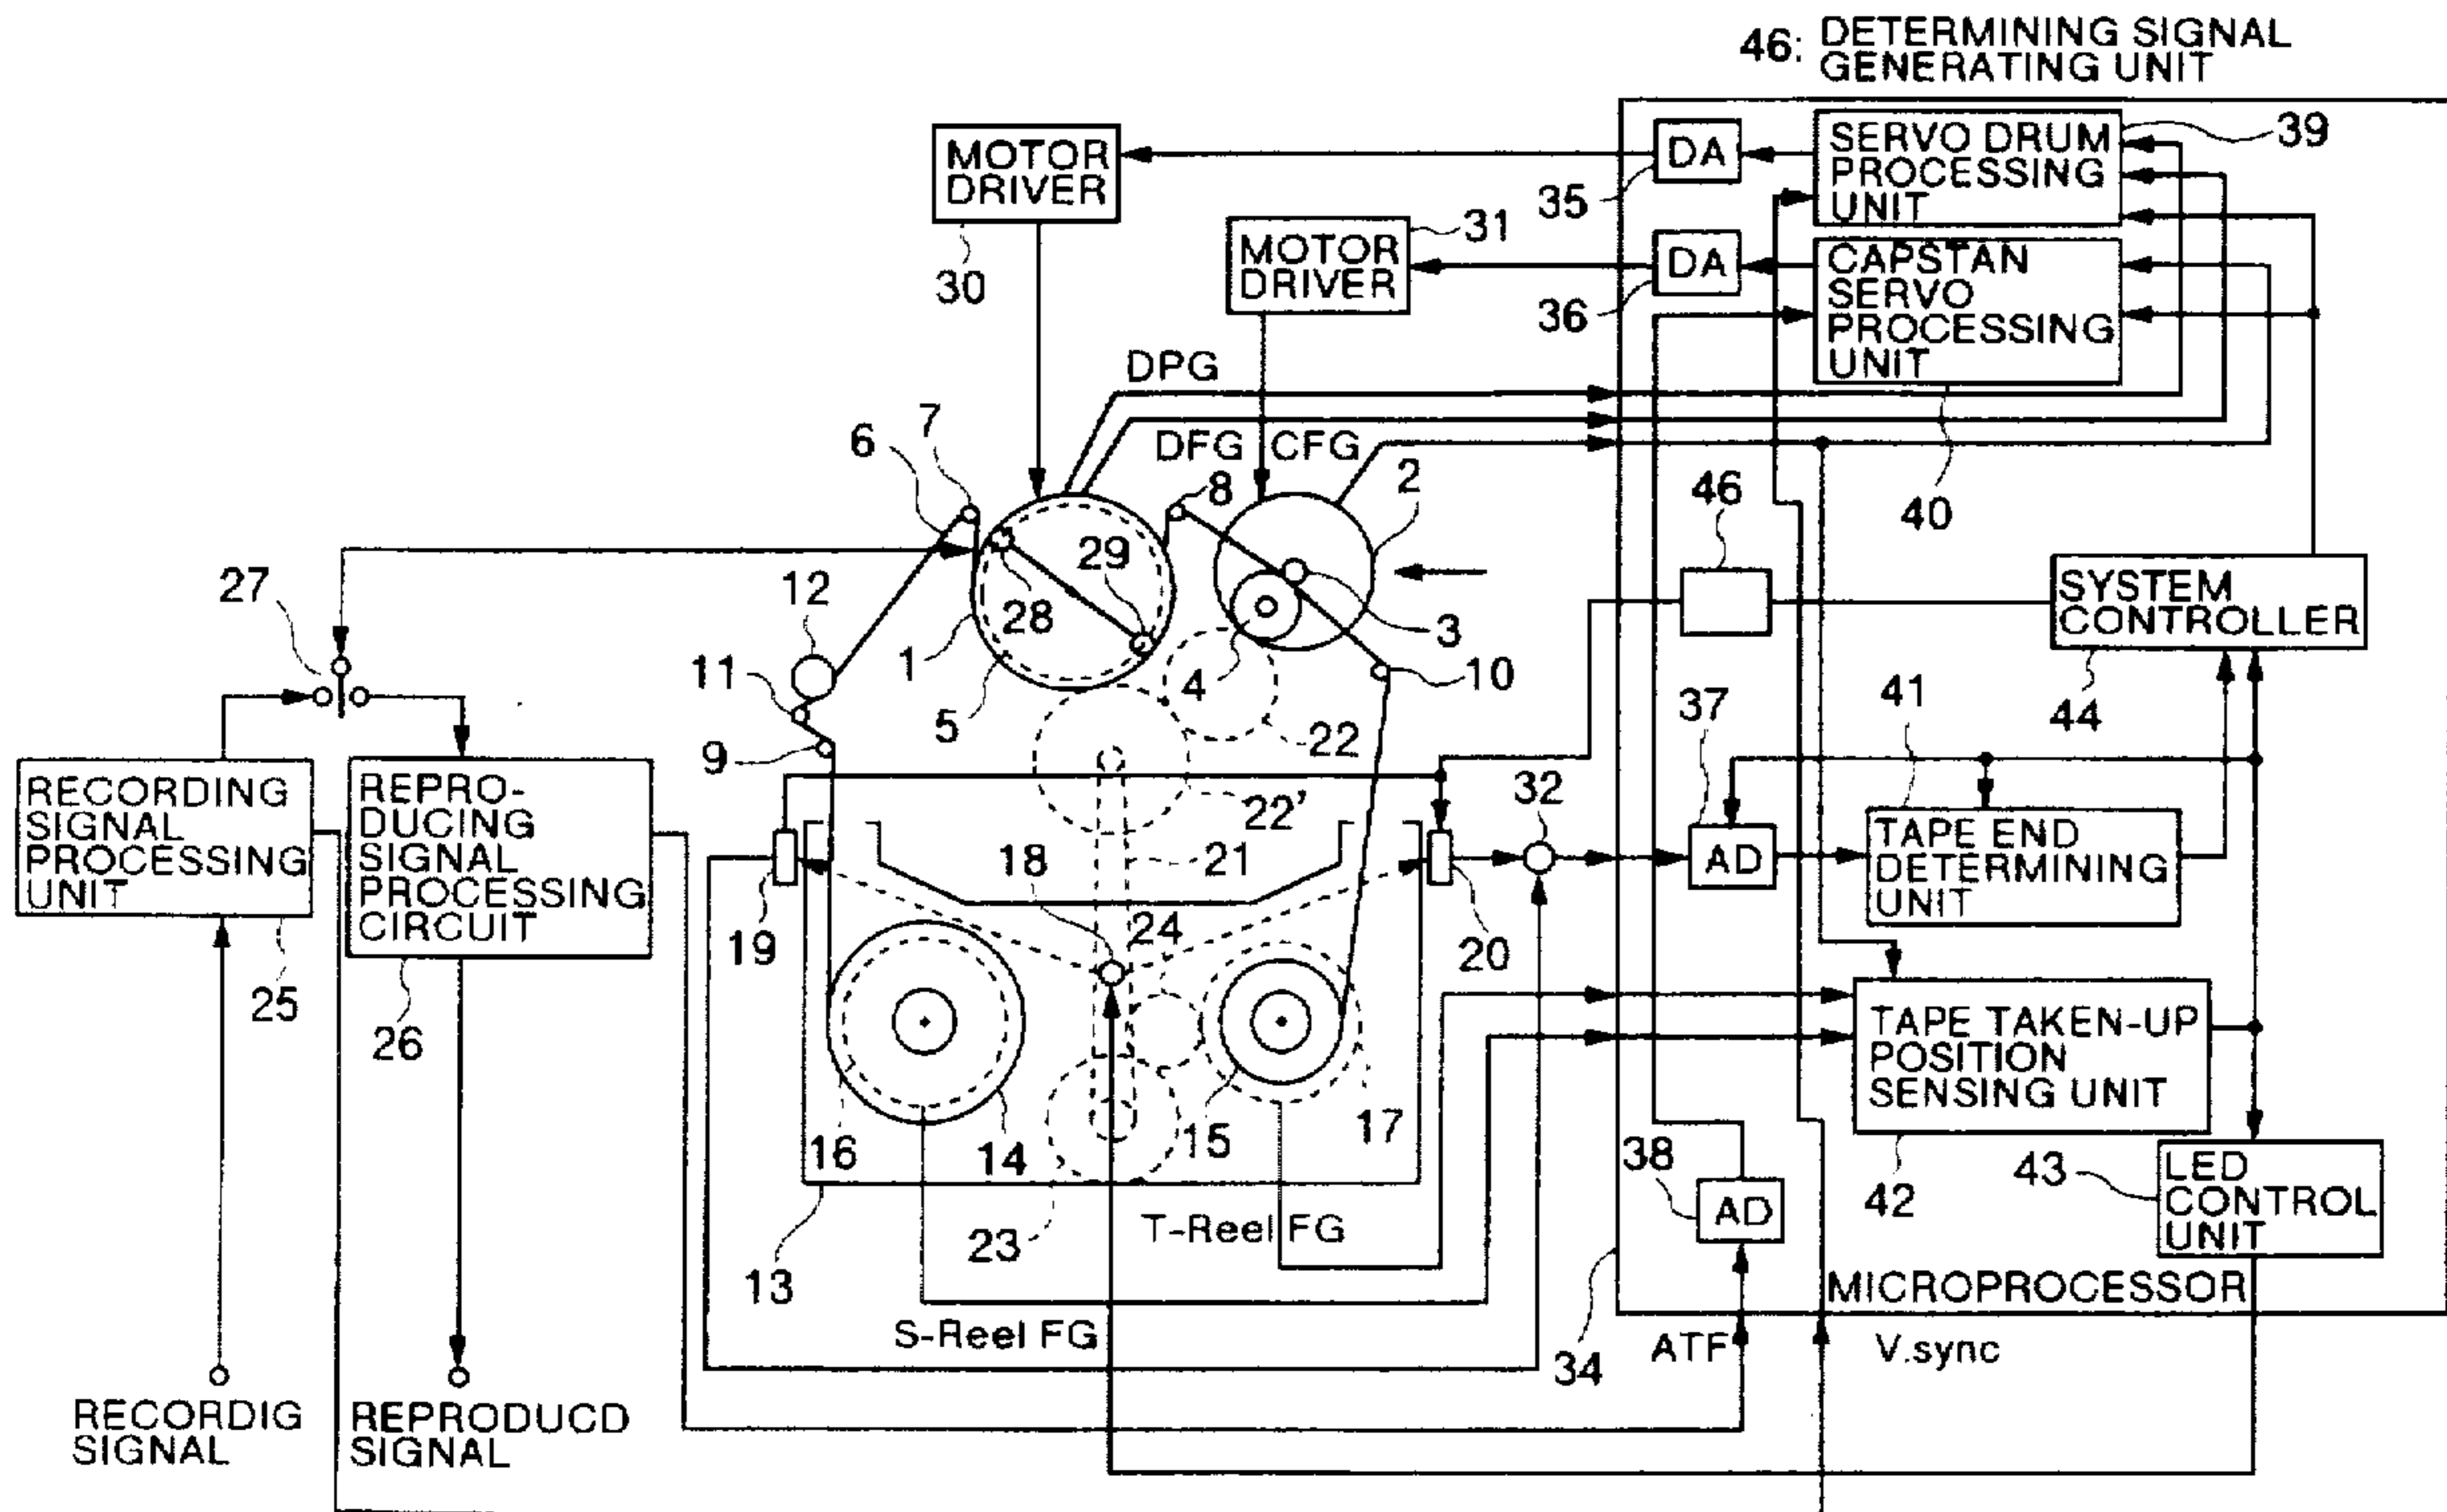 46: DETERMINING SIGNAL
GENERATING UNIT
MOTOR
DRIVER
30
MOTOR
DRIVER
31
DA
35
DA
36
SERVO DRUM
PROCESSING
UNIT
39
CAPSTAN
SERVO
PROCESSING
UNIT
40
DPG
DFG
CFG
7
6
8
2
46
27
12
28
29
1
5
3
4
10
11
9
22
22'
SYSTEM
CONTROLLER
44
37
41
32
RECORDING
SIGNAL
PROCESSING
UNIT
25
REPRO-
DUCING
SIGNAL
PROCESSING
CIRCUIT
26
19
18
21
24
20
AD
TAPE END
DETERMINING
UNIT
TAPE TAKEN-UP
POSITION
SENSING UNIT
42
16
14
15
17
13
23
T-Reel FG
S-Reel FG
38
AD
43
LED
CONTROL
UNIT
MICROPROCESSOR
34
ATF
V.sync
RECORDIG
SIGNAL
REPRODUCD
SIGNAL